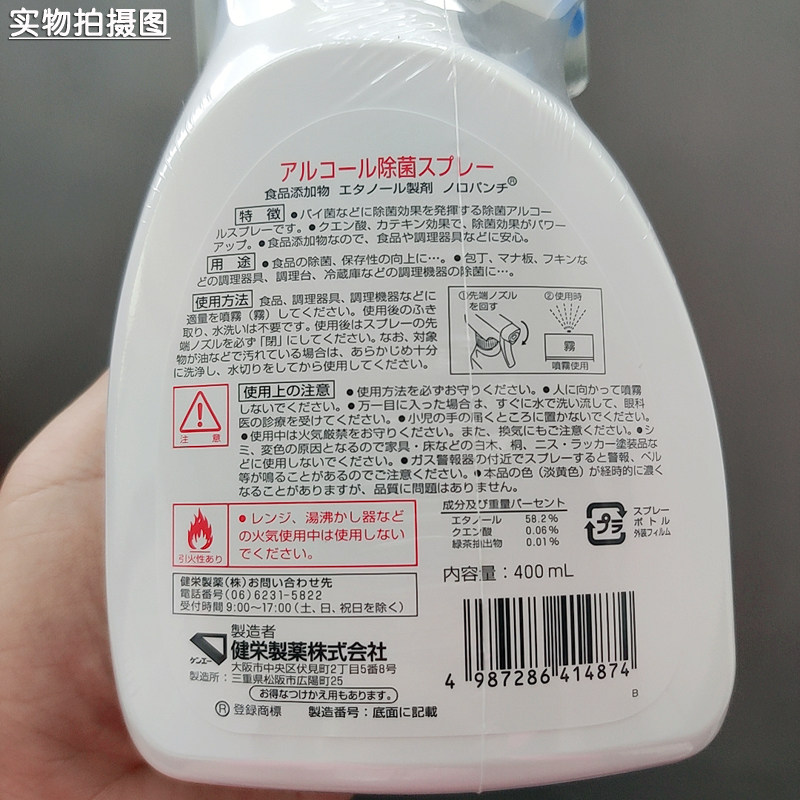 实物拍摄图
アルコール除菌スプレー
食品添加物 エタノール製剤 ノロパンチ®
特徴 ●バイ菌などに除菌効果を発揮する除菌アルコー
ルスプレーです。●クエン酸、カテキン効果で、除菌効果がパワー
アップ。●食品添加物なので、食品や調理器具などに安心。
用途 ●食品の除菌、保存性の向上に…。●包丁、マナ板、フキンな
どの調理器具、調理台、冷蔵庫などの調理機器の除菌に…。
使用方法 食品、調理器具、調理機器などに
適量を噴霧(霧)してください。使用後のふき
取り、水洗いは不要です。使用後はスプレーの先
端ノズルを必ず「閉」にしてください。なお、対象
物が油などで汚れている場合は、あらかじめ十分
に洗浄し、水切りをしてから使用してください。
①先端ノズル
を回す
②使用時
霧
噴霧使用
注意
使用上の注意 ●使用方法を必ずお守りください。●人に向かって噴霧
しないでください。●万一目に入った場合は、すぐに水で洗い流して、眼科
医の診療を受けてください。●小児の手の届くところに置かないでください。
●使用中は火気厳禁をお守りください。また、換気にもご注意ください。●シ
ミ、変色の原因となるので家具・床などの白木、桐、ニス・ラッカー塗装品な
どに使用しないでください。●ガス警報器の付近でスプレーすると警報、ベル
等が鳴ることがあるのでご注意ください。●本品の色(淡黄色)が経時的に濃く
なることがありますが、品質に問題はありません。
引火性あり
●レンジ、湯沸かし器など
の火気使用中は使用しない
でください。
成分及び重量パーセント
エタノール 58.2%
クエン酸 0.06%
緑茶抽出物 0.01%
プラ
スプレー
ボトル
外装フィルム
内容量:400mL
健栄製薬(株)お問い合わせ先
電話番号(06)6231-5822
受付時間9:00〜17:00(土、日、祝日を除く)
ケンエー
製造者
健栄製薬株式会社
大阪市中央区伏見町2丁目5番8号
製造所:三重県松阪市広陽町25
お得なつけかえ用もあります。
®登録商標 製造番号:底面に記載
4 987286 414874
B